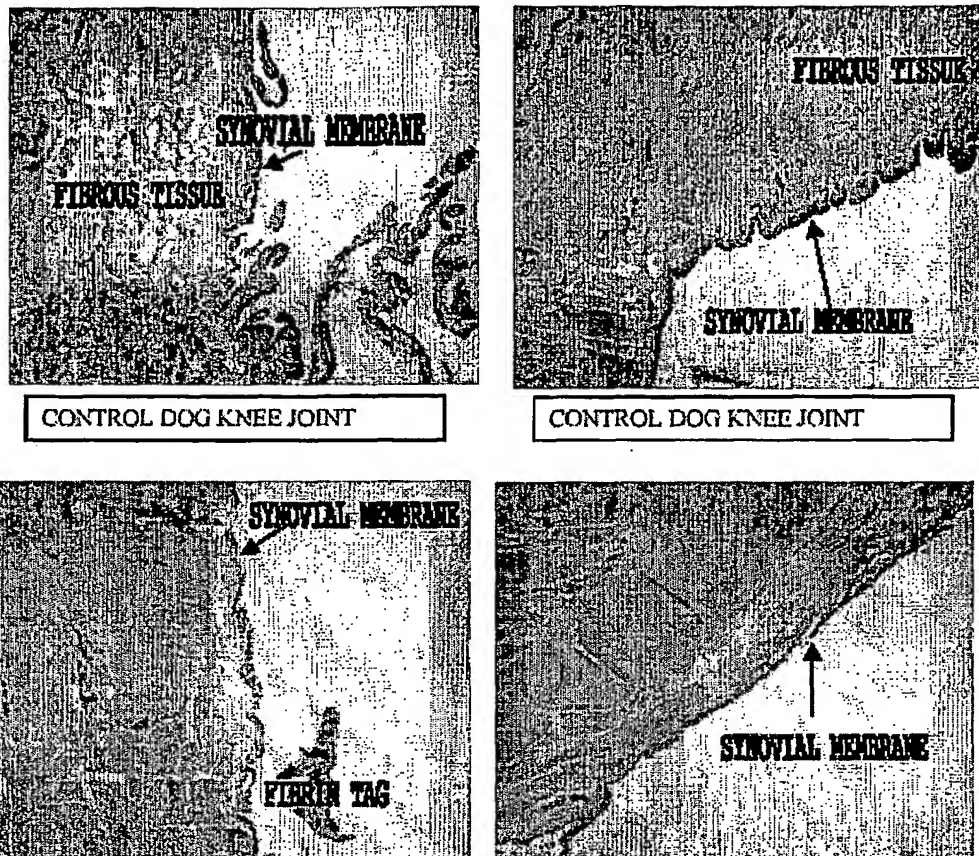 SYNOVIAL MEMBRANE
FIBROUS TISSUE
CONTROL DOG KNEE JOINT
FIBROUS TISSUE
SYNOVIAL MEMBRANE
CONTROL DOG KNEE JOINT
SYNOVIAL MEMBRANE
FIBRIN TAG
SYNOVIAL MEMBRANE